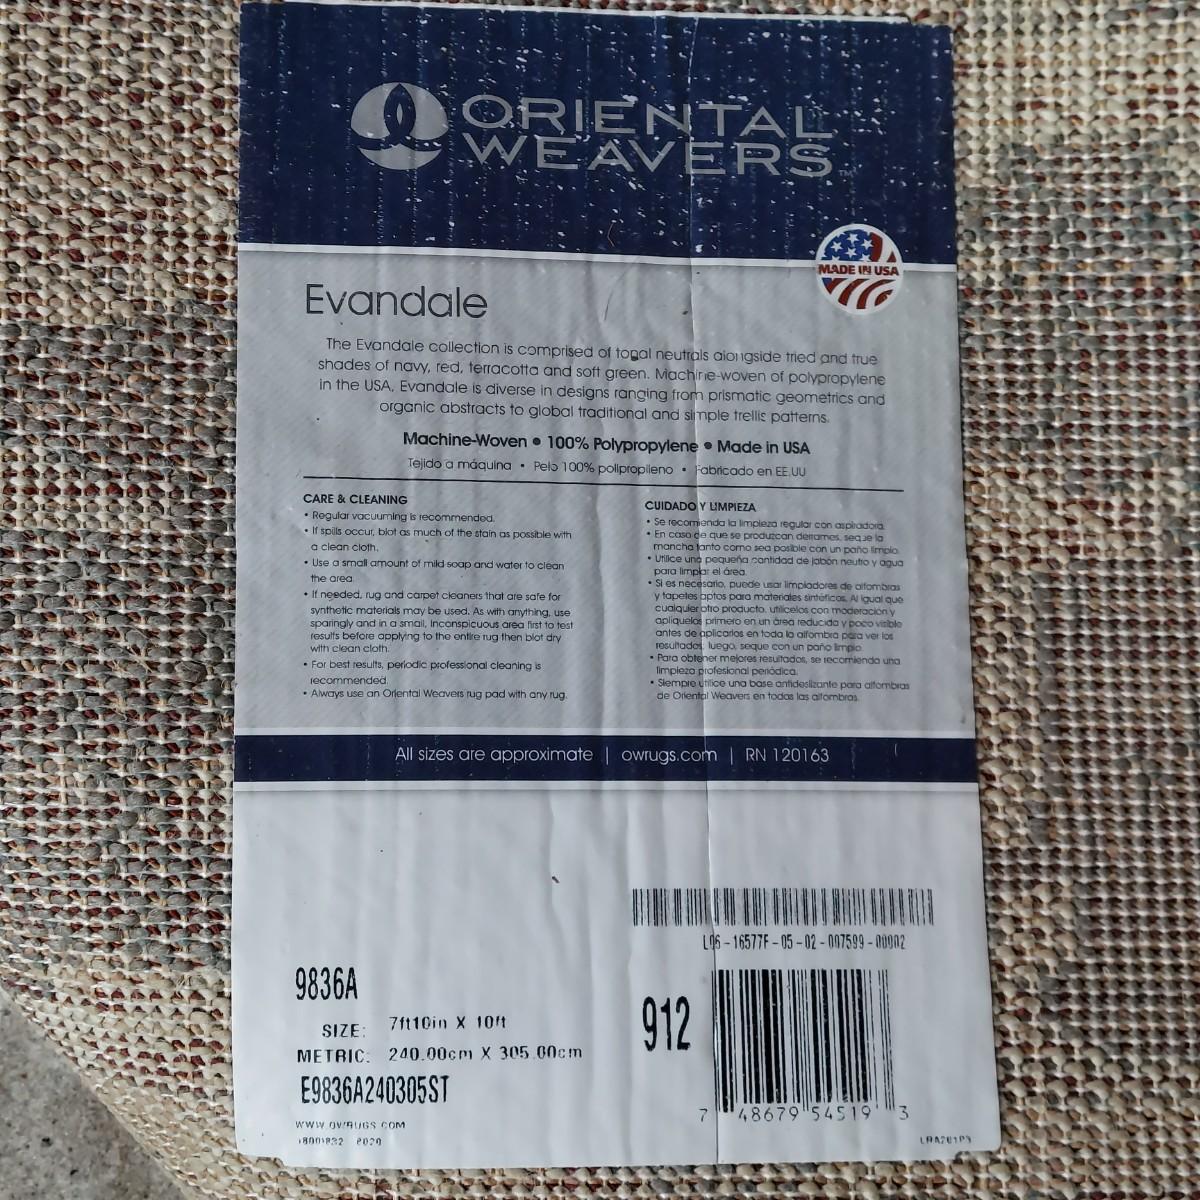 ORIENTAL
WEAVERS
MADE IN USA
Evandale
The Evandale collection is comprised of tonal neutrals alongside tried and true
shades of navy, red, terracotta and soft green. Machine-woven of polypropylene
in the USA, Evandale is diverse in designs ranging from prismatic geometrics and
organic abstracts to global traditional and simple trellis patterns.
Machine-Woven • 100% Polypropylene • Made in USA
Tejido a máquina • Pelo 100% polipropileno • Fabricado en EE.UU
CARE & CLEANING
• Regular vacuuming is recommended.
• If spills occur, blot as much of the stain as possible with
a clean cloth.
• Use a small amount of mild soap and water to clean
the area.
• If needed, rug and carpet cleaners that are safe for
synthetic materials may be used. As with anything, use
sparingly and in a small, inconspicuous area first to test
results before applying to the entire rug then blot dry
with clean cloth.
• For best results, periodic professional cleaning is
recommended.
• Always use an Oriental Weavers rug pad with any rug.
CUIDADO Y LIMPIEZA
• Se recomienda la limpieza regular con aspiradora.
• En caso de que se produzcan derrames, seque la
mancha tanto como sea posible con un paño limpio.
• Utilice una pequeña cantidad de jabón neutro y agua
para limpiar el área.
• Si es necesario, puede usar limpiadores de alfombras
y tapetes aptos para materiales sintéticos. Al igual que
cualquier otro producto, utilícelos con moderación y
aplíquelos primero en un área reducida y poco visible
antes de aplicarlos en toda la alfombra para ver los
resultados; luego, seque con un paño limpio.
• Para obtener mejores resultados, se recomienda una
limpieza profesional periódica.
• Siempre utilice una base antideslizante para alfombras
de Oriental Weavers en todas las alfombras.
All sizes are approximate | owrugs.com | RN 120163
L06-16577F-05-02-007599-00002
9836A
SIZE: 7ft10in X 10ft
METRIC: 240.00cm X 305.00cm
E9836A240305ST
912
7 48679 54519 3
WWW.OWRUGS.COM
LRA201P3